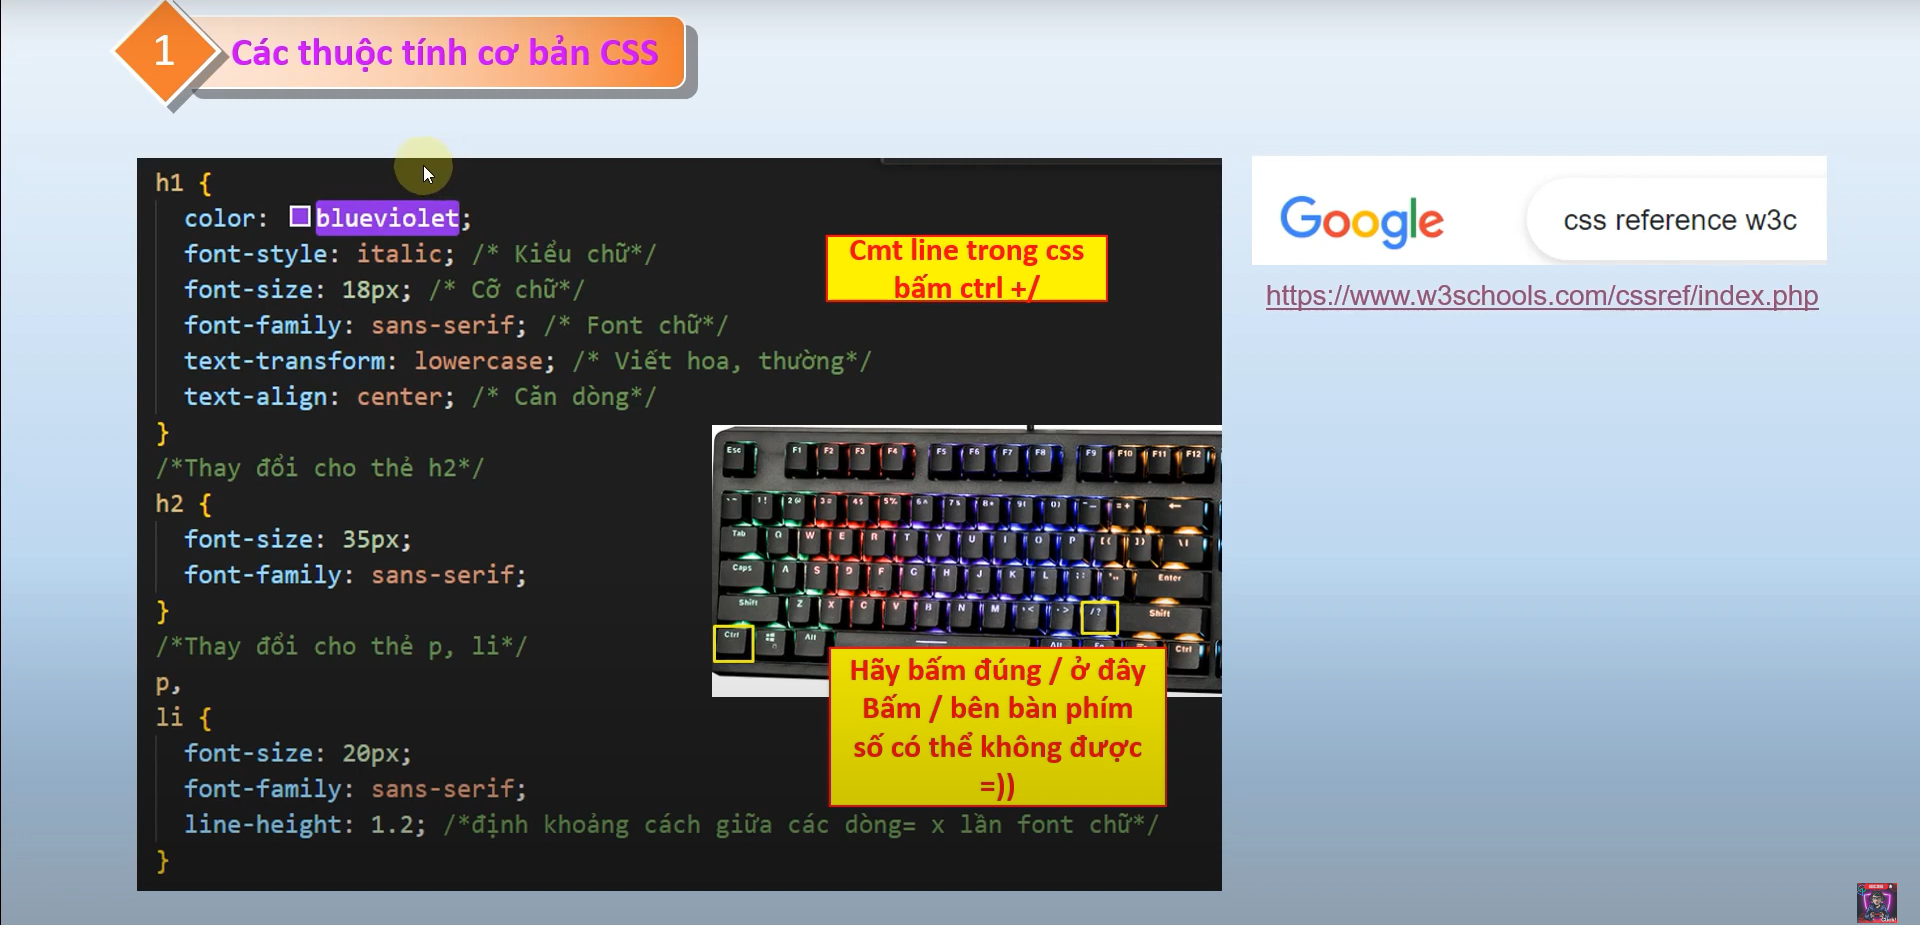 1
Các thuộc tính cơ bản CSS
h1 {
color: blueviolet;
font-style: italic; /* Kiểu chữ*/
font-size: 18px; /* Cỡ chữ*/
font-family: sans-serif; /* Font chữ*/
text-transform: lowercase; /* Viết hoa, thường*/
text-align: center; /* Căn dòng*/
}
/*Thay đổi cho thẻ h2*/
h2 {
font-size: 35px;
font-family: sans-serif;
}
/*Thay đổi cho thẻ p, li*/
p,
li {
font-size: 20px;
font-family: sans-serif;
line-height: 1.2; /*định khoảng cách giữa các dòng= x lần font chữ*/
}
Cmt line trong css
bấm ctrl +/
Esc F1 F2 F3 F4 F5 F6 F7 F8 F9 F10 F11 F12
Tab Q W E R T Y U I O P
Caps A S D F G H J K L Enter
Shift Z X C V B N M /? Shift
Ctrl Alt Ctrl
Hãy bấm đúng / ở đây
Bấm / bên bàn phím
số có thể không được
=))
Google
css reference w3c
https://www.w3schools.com/cssref/index.php